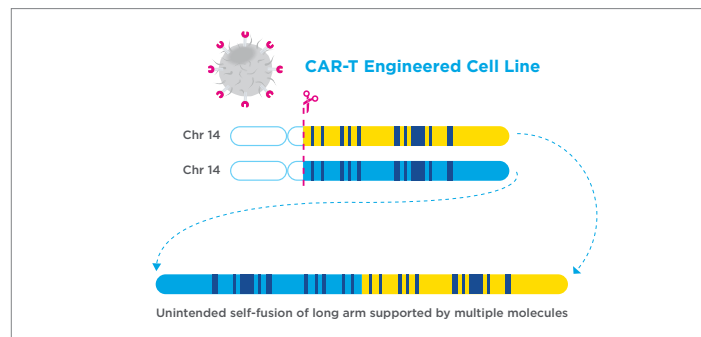 CAR-T Engineered Cell Line
Chr 14
Chr 14
Unintended self-fusion of long arm supported by multiple molecules